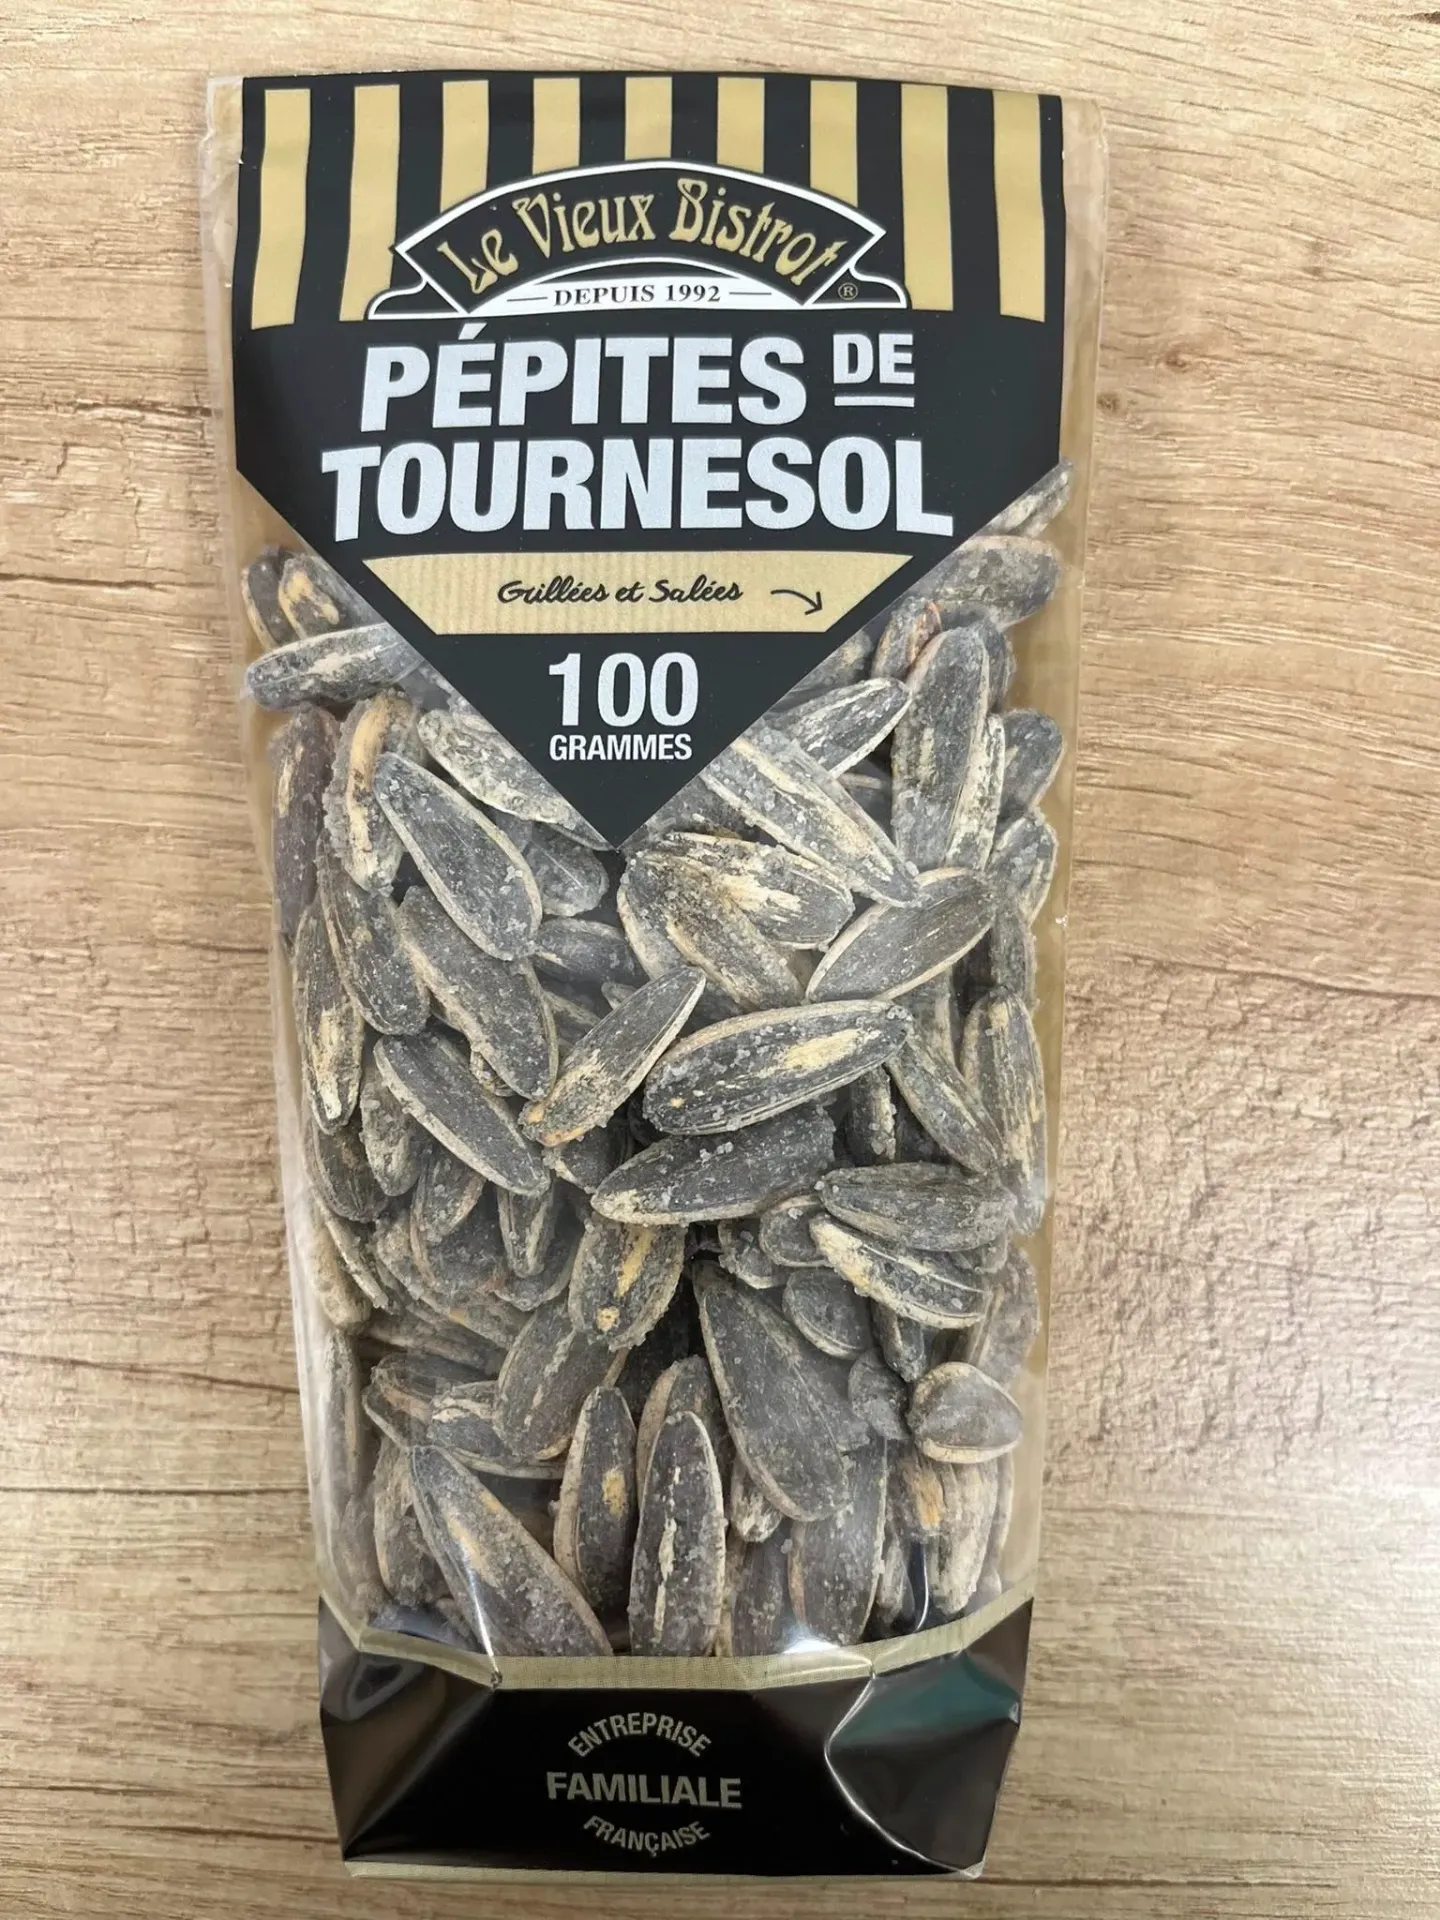 Le Vieux Bistrot
DEPUIS 1992
®
PÉPITES DE
TOURNESOL
Grillées et Salées
100
GRAMMES
ENTREPRISE
FAMILIALE
FRANÇAISE